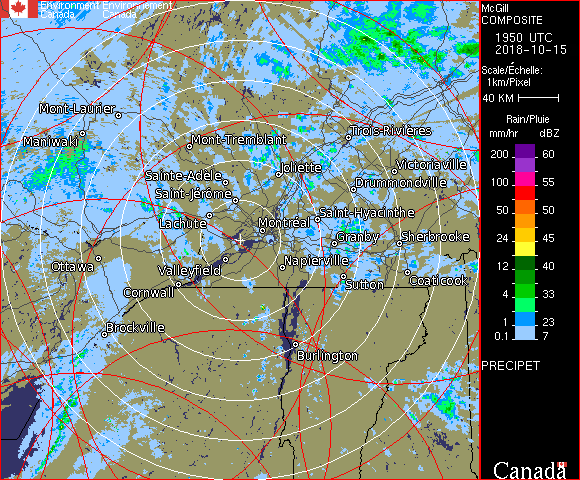 Environment Environnement
Canada Canada
McGill
COMPOSITE
1950 UTC
2018-10-15
Scale/Échelle:
1km/Pixel
40 KM
Rain/Pluie
mm/hr dBZ
200 60
100 55
50 50
24 45
12 40
4 33
1 23
0.1 7
PRECIPET
Canada
Mont-Laurier
Maniwaki
Mont-Tremblant
Trois-Rivières
Joliette
Victoriaville
Sainte-Adèle
Drummondville
Saint-Jérôme
Saint-Hyacinthe
Lachute
Montréal
Granby
Sherbrooke
Ottawa
Valleyfield
Napierville
Cornwall
Sutton
Coaticook
Brockville
Burlington